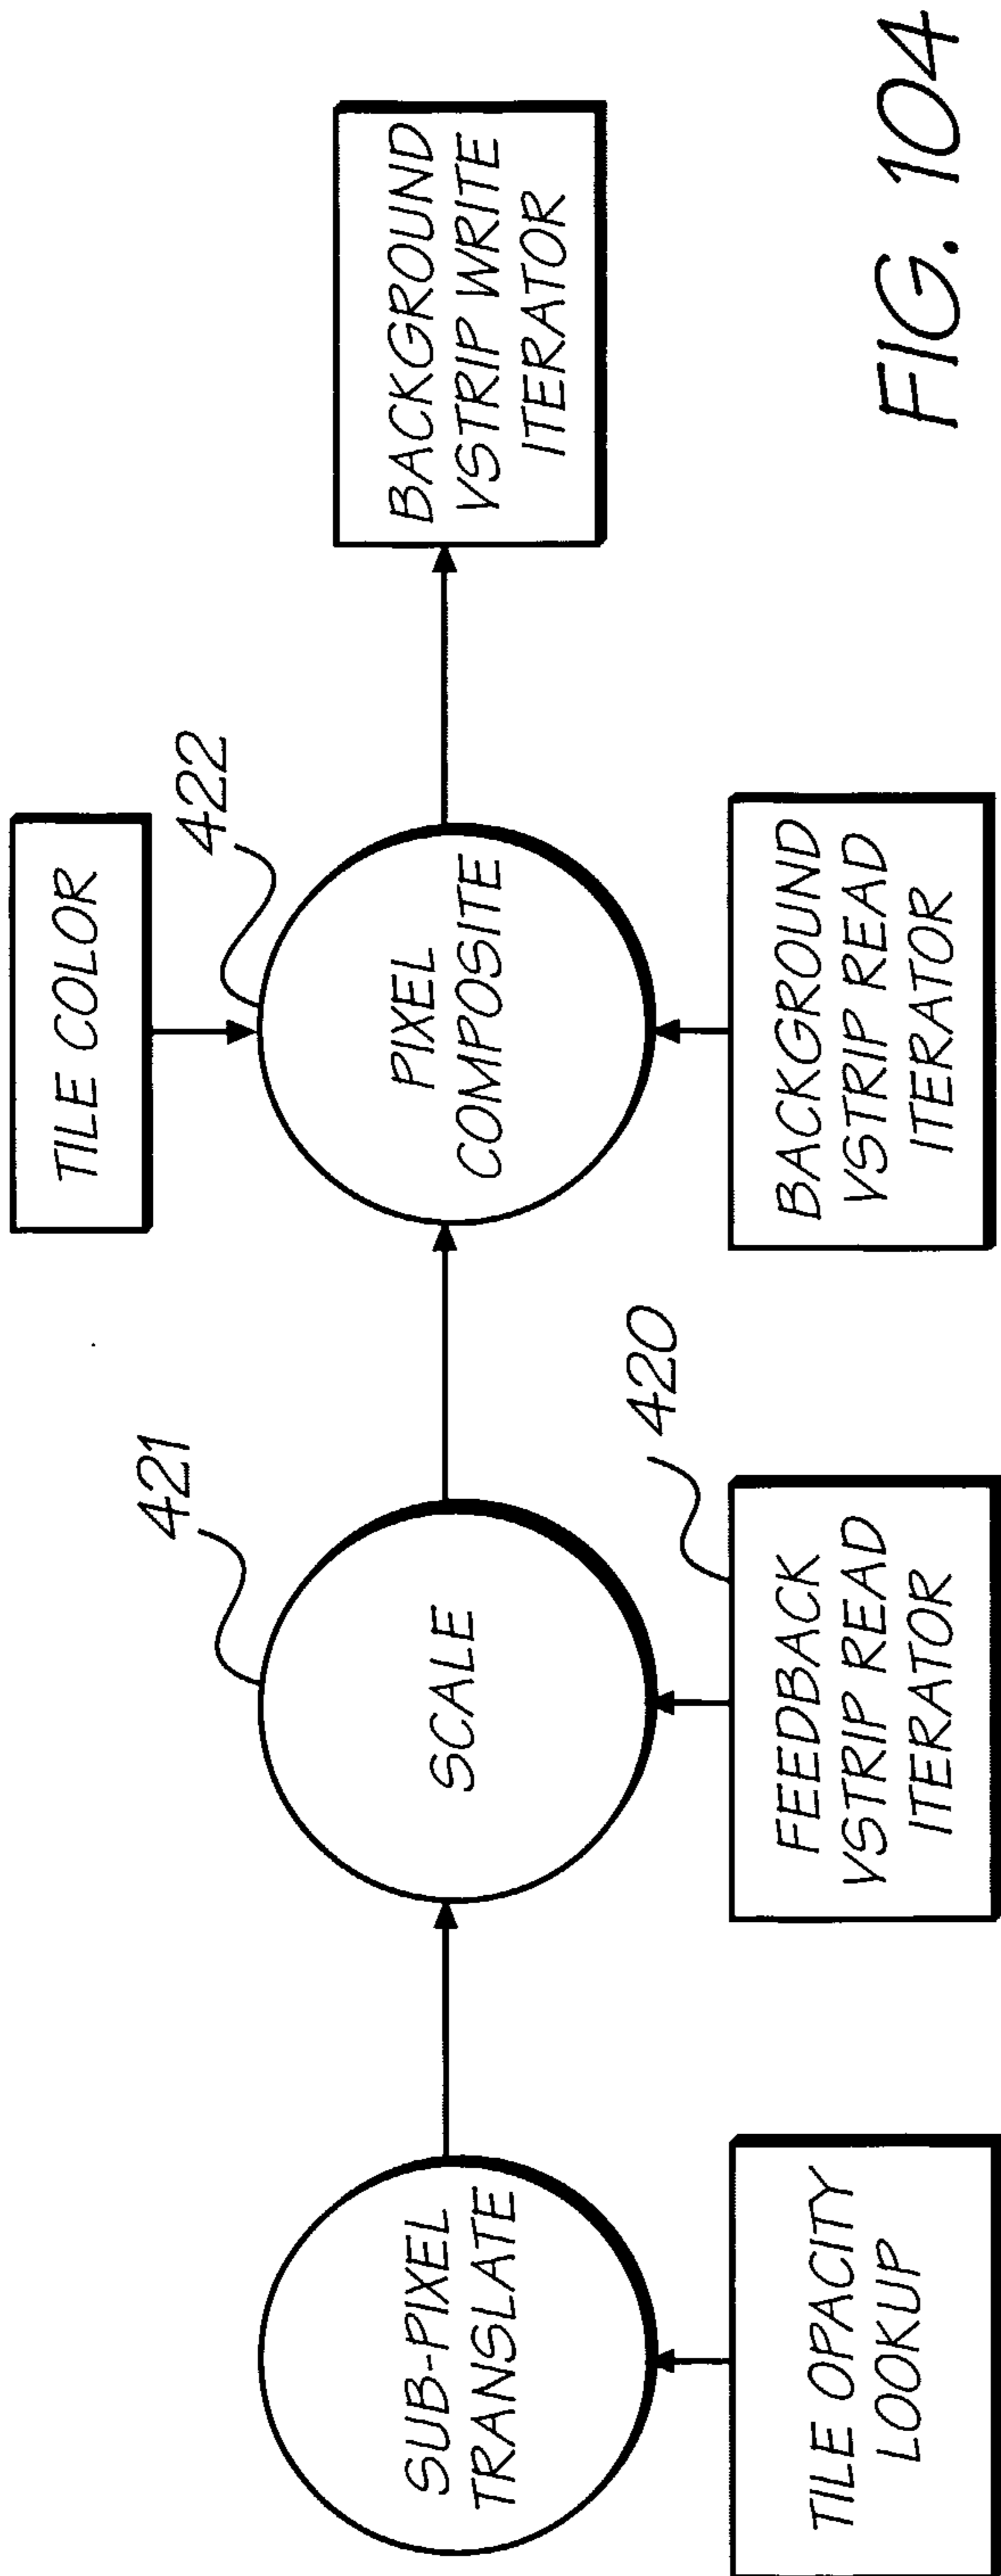 TILE COLOR
422
421
SUB-PIXEL
TRANSLATE
SCALE
PIXEL
COMPOSITE
BACKGROUND
VSTRIP WRITE
ITERATOR
420
TILE OPACITY
LOOKUP
FEEDBACK
VSTRIP READ
ITERATOR
BACKGROUND
VSTRIP READ
ITERATOR
FIG. 104